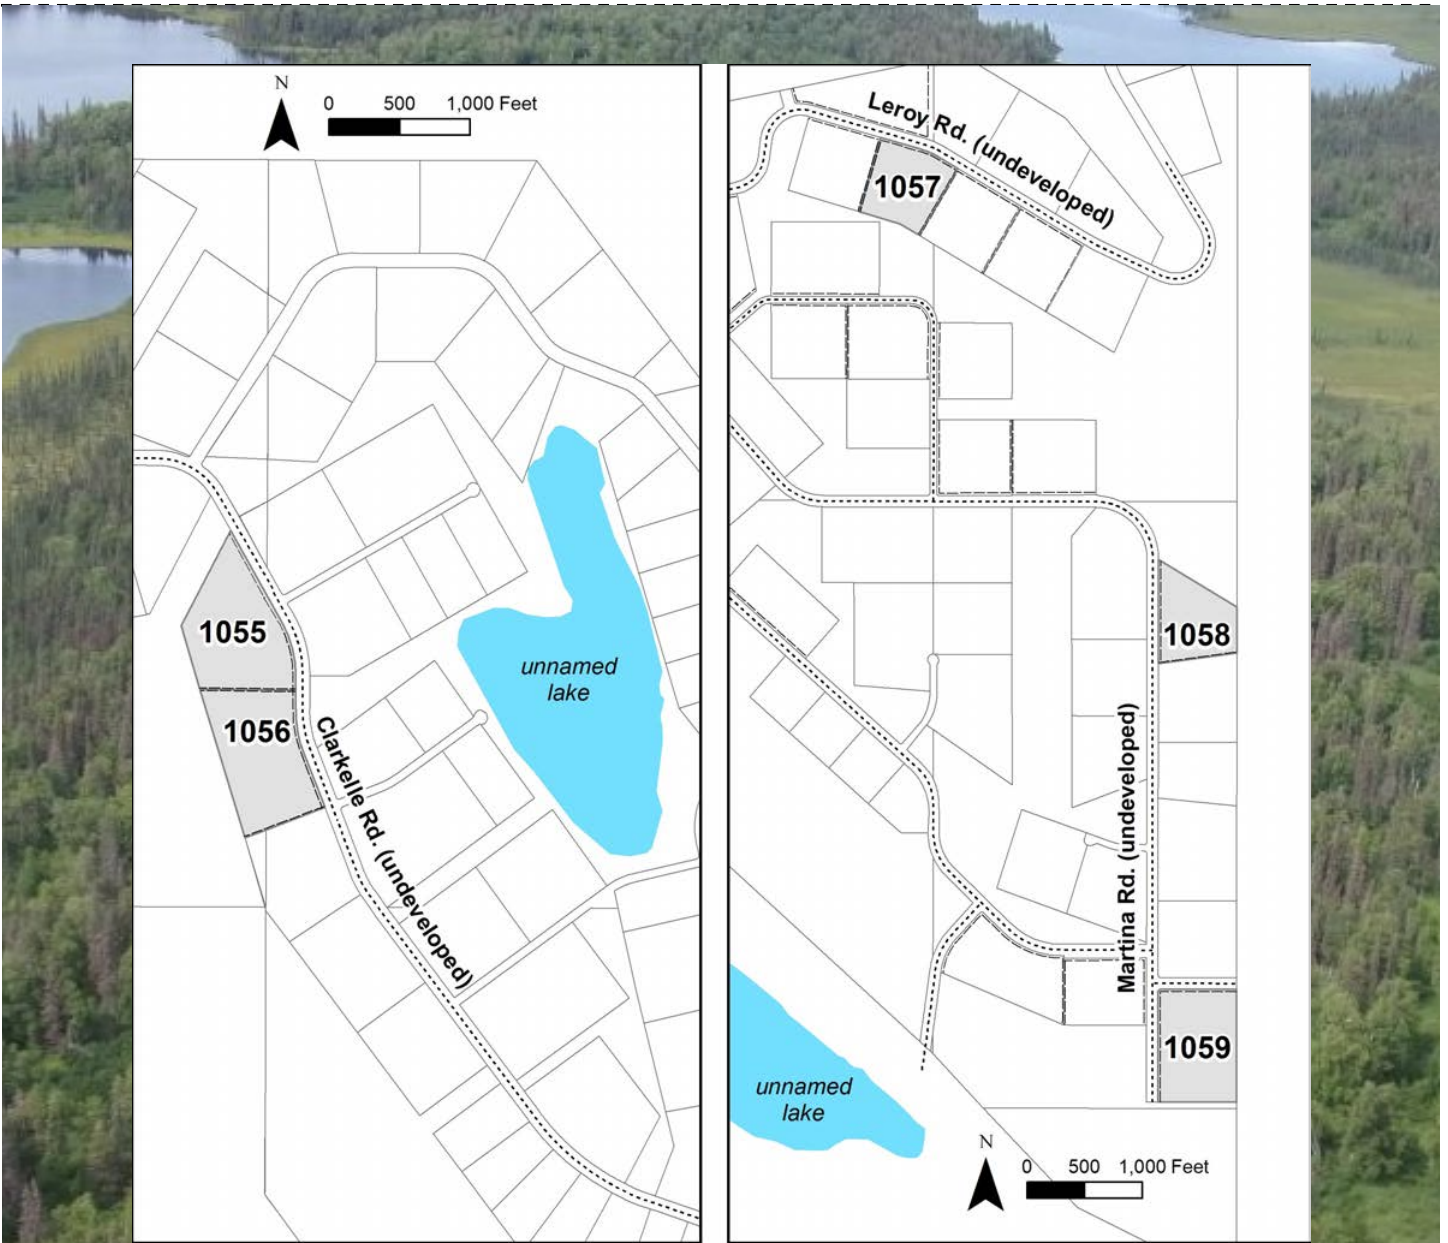 N
0 500 1,000 Feet
1055
1056
Clarkelle Rd. (undeveloped)
unnamed
lake
Leroy Rd. (undeveloped)
1057
1058
Martina Rd. (undeveloped)
1059
unnamed
lake
N
0 500 1,000 Feet